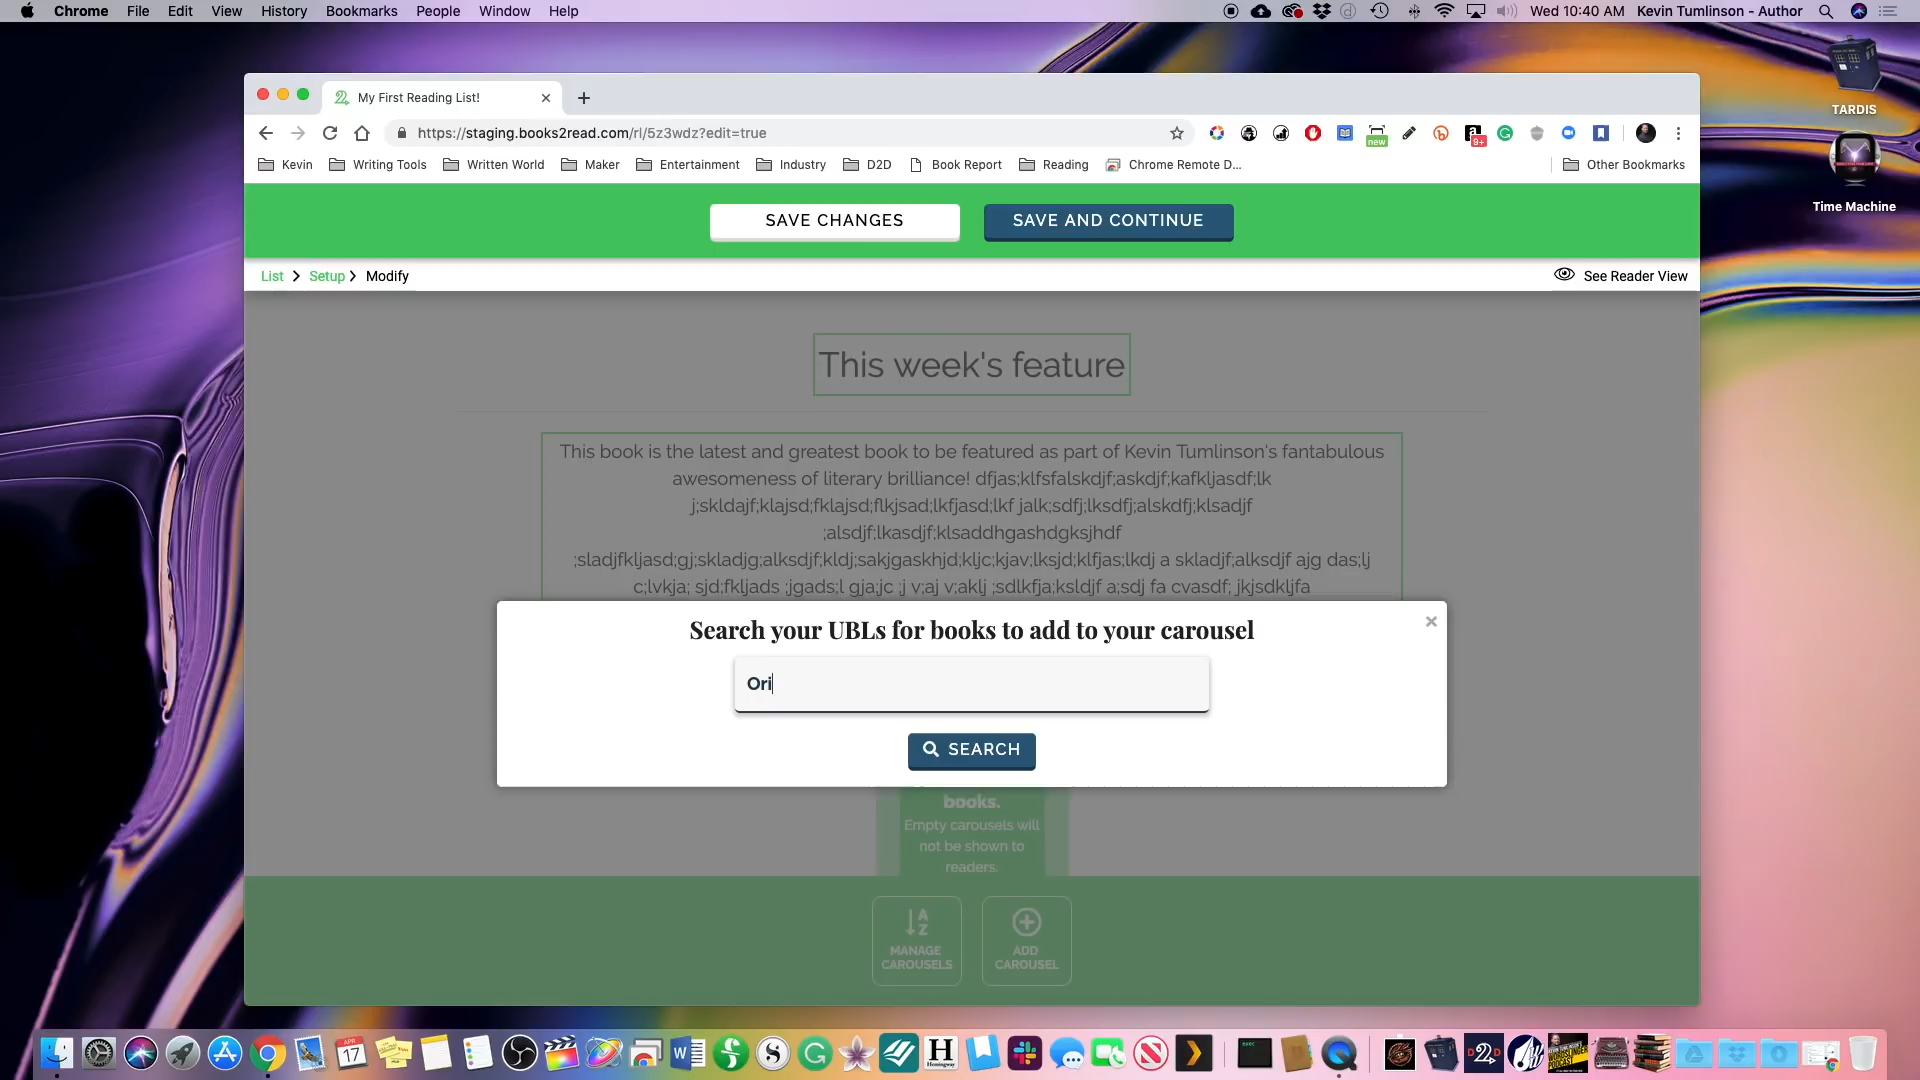 Chrome File Edit View History Bookmarks People Window Help
Wed 10:40 AM Kevin Tumlinson - Author
TARDIS
Time Machine
My First Reading List!
https://staging.books2read.com/rl/5z3wdz?edit=true
new
9+
Kevin Writing Tools Written World Maker Entertainment Industry D2D Book Report Reading Chrome Remote D... Other Bookmarks
SAVE CHANGES SAVE AND CONTINUE
List Setup Modify See Reader View
This week's feature
This book is the latest and greatest book to be featured as part of Kevin Tumlinson's fantabulous
awesomeness of literary brilliance! dfjas;klfsfalskdjf;askdjf;kafkljasdf;lk
j;skldajf;klajsd;fklajsd;flkjsad;lkfjasd;lkf jalk;sdfj;lksdfj;alskdfj;klsadjf
;alsdjf;lkasdjf;klsaddhgashdgksjhdf
;sladjfkljasd;gj;skladjg;alksdjf;kldj;sakjgaskhjd;kljc;kjav;lksjd;klfjas;lkdj a skladjf;alksdjf ajg das;lj
c;lvkja; sjd;fkljads ;jgads;l gja;jc ;j v;aj v;aklj ;sdlkfja;ksldjf a;sdj fa cvasdf; jkjsdkljfa
Search your UBLs for books to add to your carousel
Ori
SEARCH
books.
Empty carousels will
not be shown to
readers.
MANAGE
CAROUSELS
ADD
CAROUSEL
APR
17